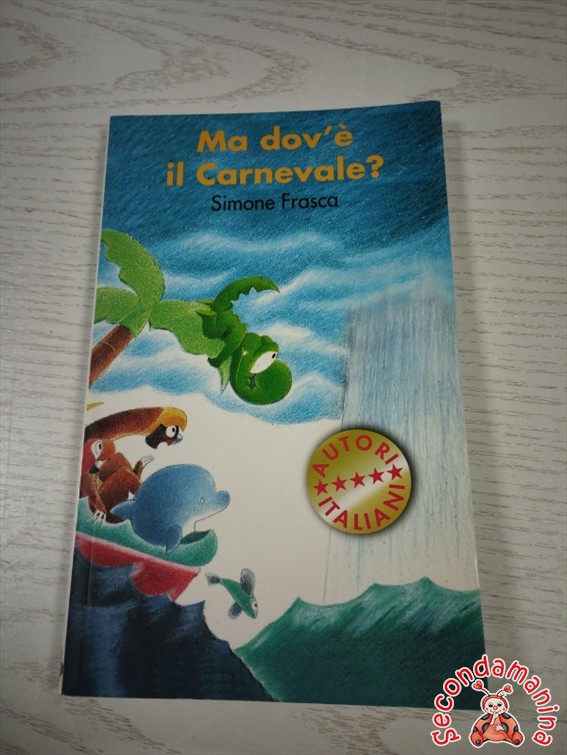 Ma dov'è
il Carnevale?
Simone Frasca
AUTORI
ITALIANI
Secondamanina